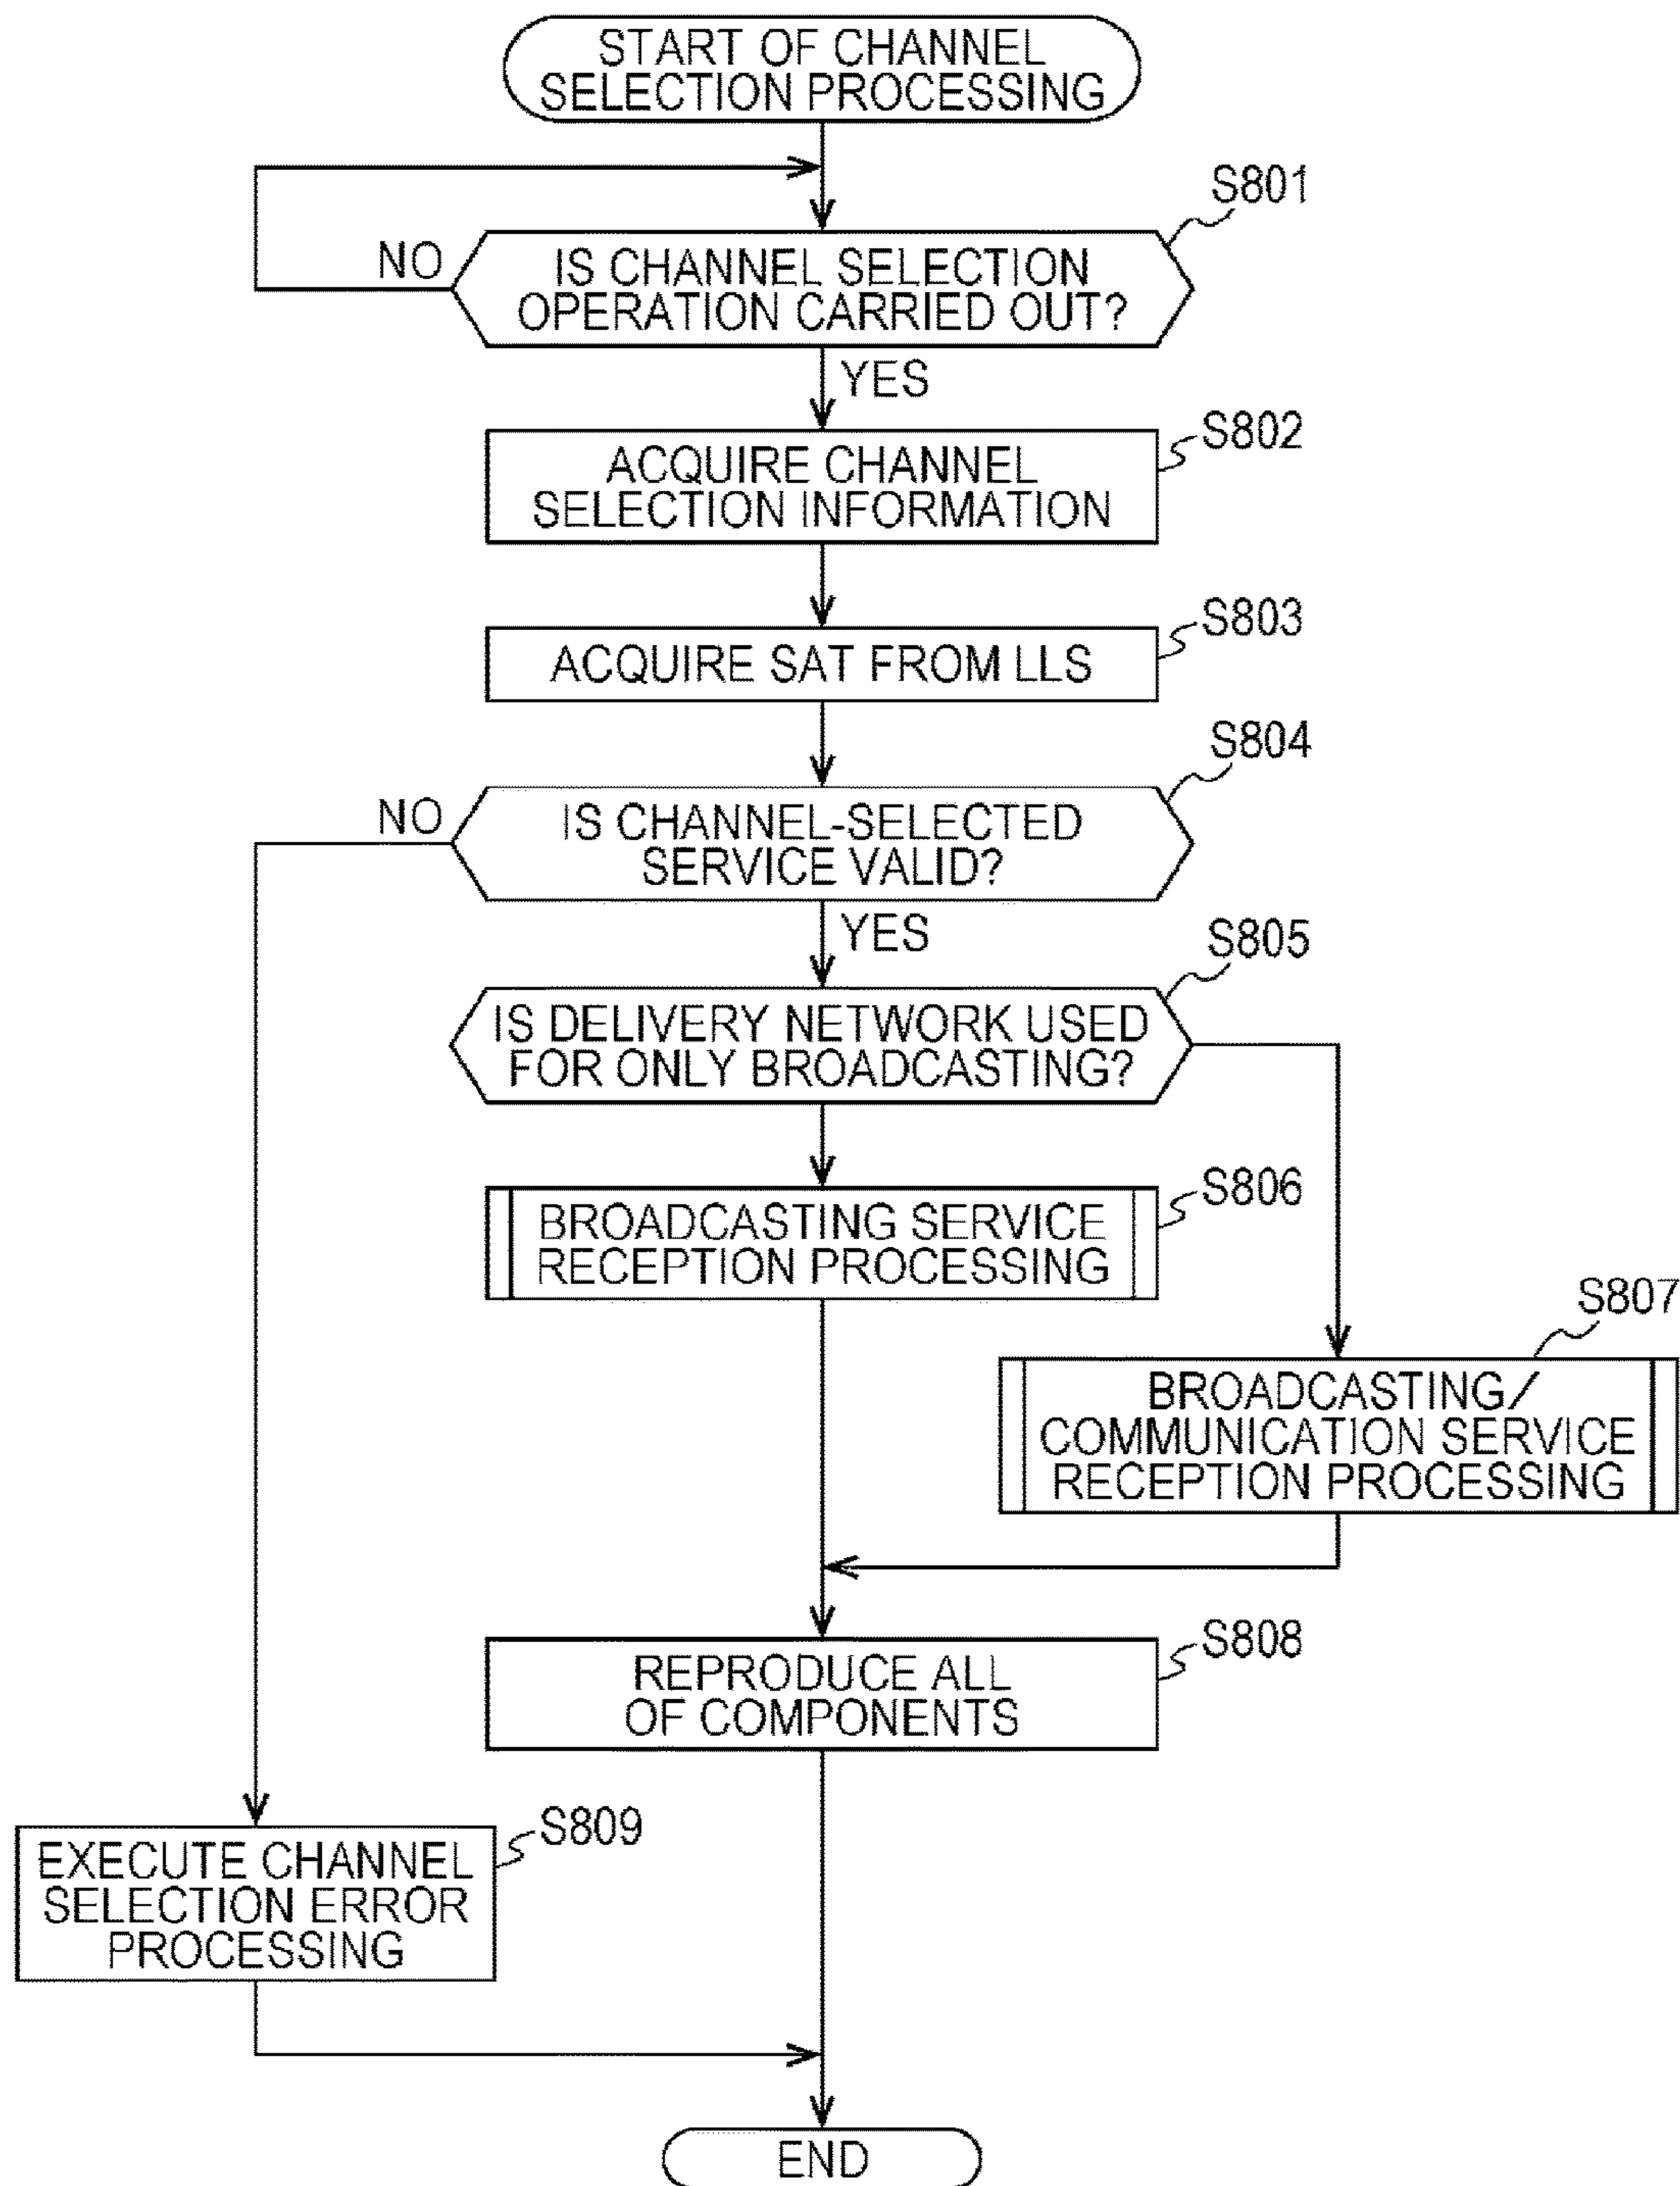 START OF CHANNEL
SELECTION PROCESSING
S801
NO
IS CHANNEL SELECTION
OPERATION CARRIED OUT?
YES
S802
ACQUIRE CHANNEL
SELECTION INFORMATION
S803
ACQUIRE SAT FROM LLS
S804
NO
IS CHANNEL-SELECTED
SERVICE VALID?
YES
S805
IS DELIVERY NETWORK USED
FOR ONLY BROADCASTING?
S806
BROADCASTING SERVICE
RECEPTION PROCESSING
S807
BROADCASTING/
COMMUNICATION SERVICE
RECEPTION PROCESSING
S808
REPRODUCE ALL
OF COMPONENTS
S809
EXECUTE CHANNEL
SELECTION ERROR
PROCESSING
END